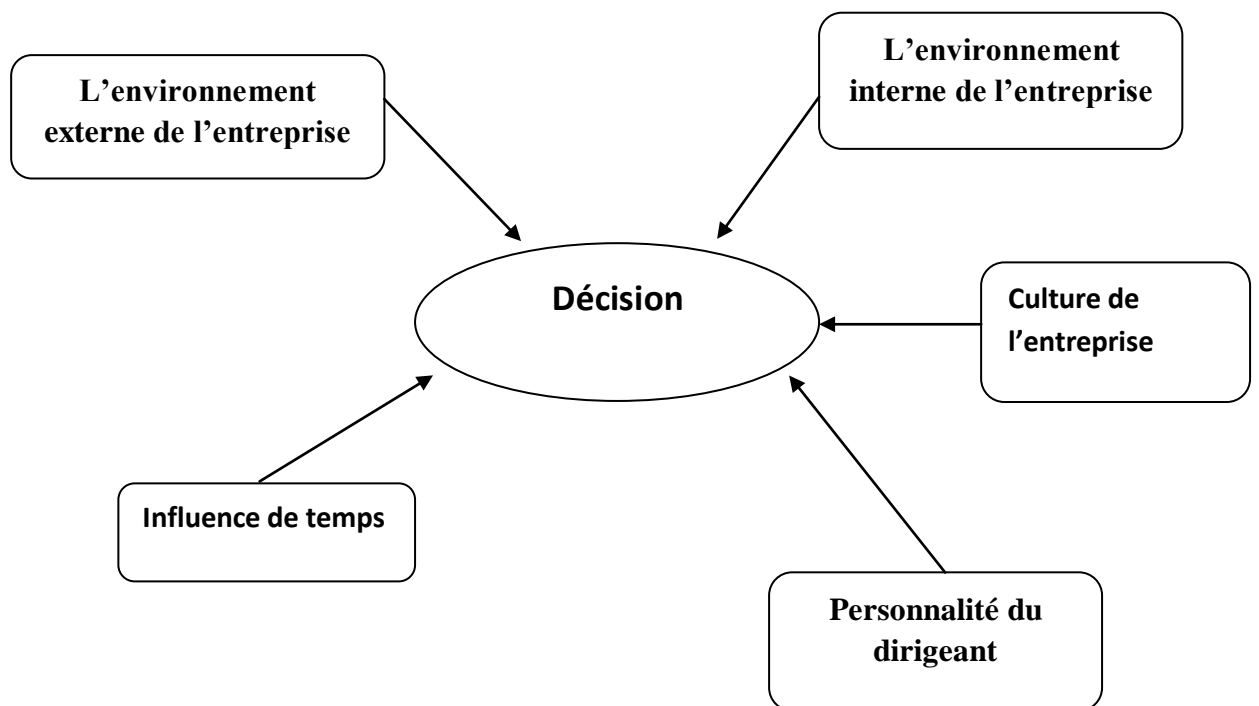 L’environnement
externe de l’entreprise
L’environnement
interne de l’entreprise
Décision
Culture de
l’entreprise
Influence de temps
Personnalité du
dirigeant